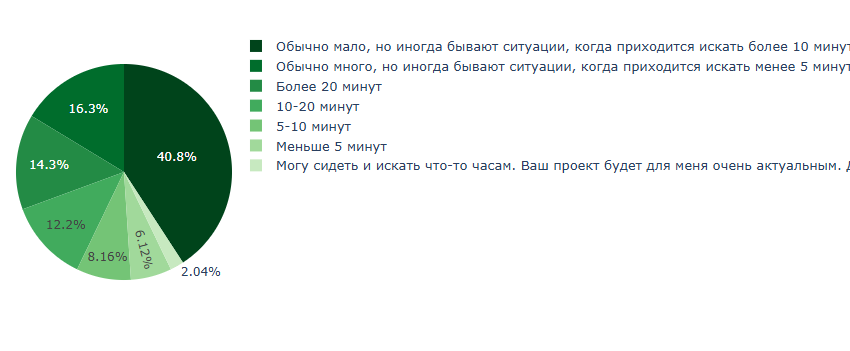 Обычно мало, но иногда бывают ситуации, когда приходится искать более 10 минут
Обычно много, но иногда бывают ситуации, когда приходится искать менее 5 минут
Более 20 минут
10-20 минут
5-10 минут
Меньше 5 минут
Могу сидеть и искать что-то часам. Ваш проект будет для меня очень актуальным.
16.3%
40.8%
14.3%
12.2%
8.16%
6.12%
2.04%